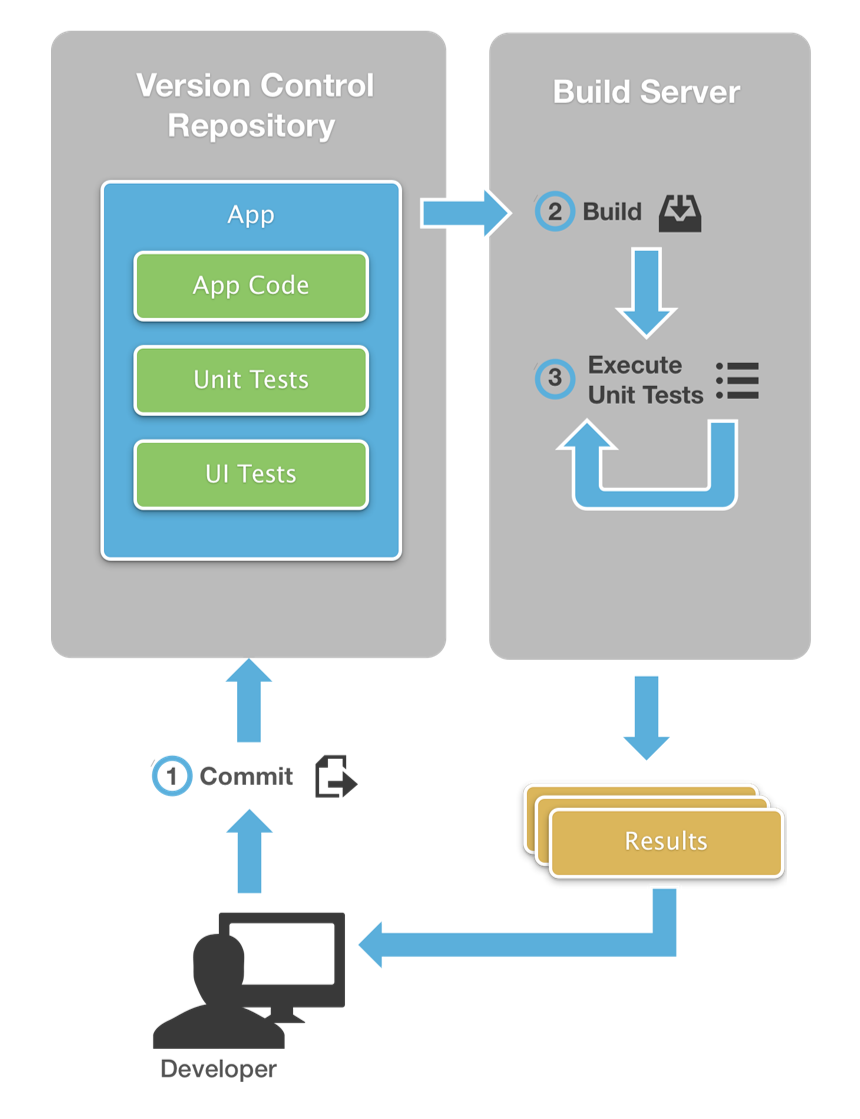 Version Control
Repository
App
App Code
Unit Tests
UI Tests
Build Server
2 Build
3 Execute
Unit Tests
1 Commit
Results
Developer